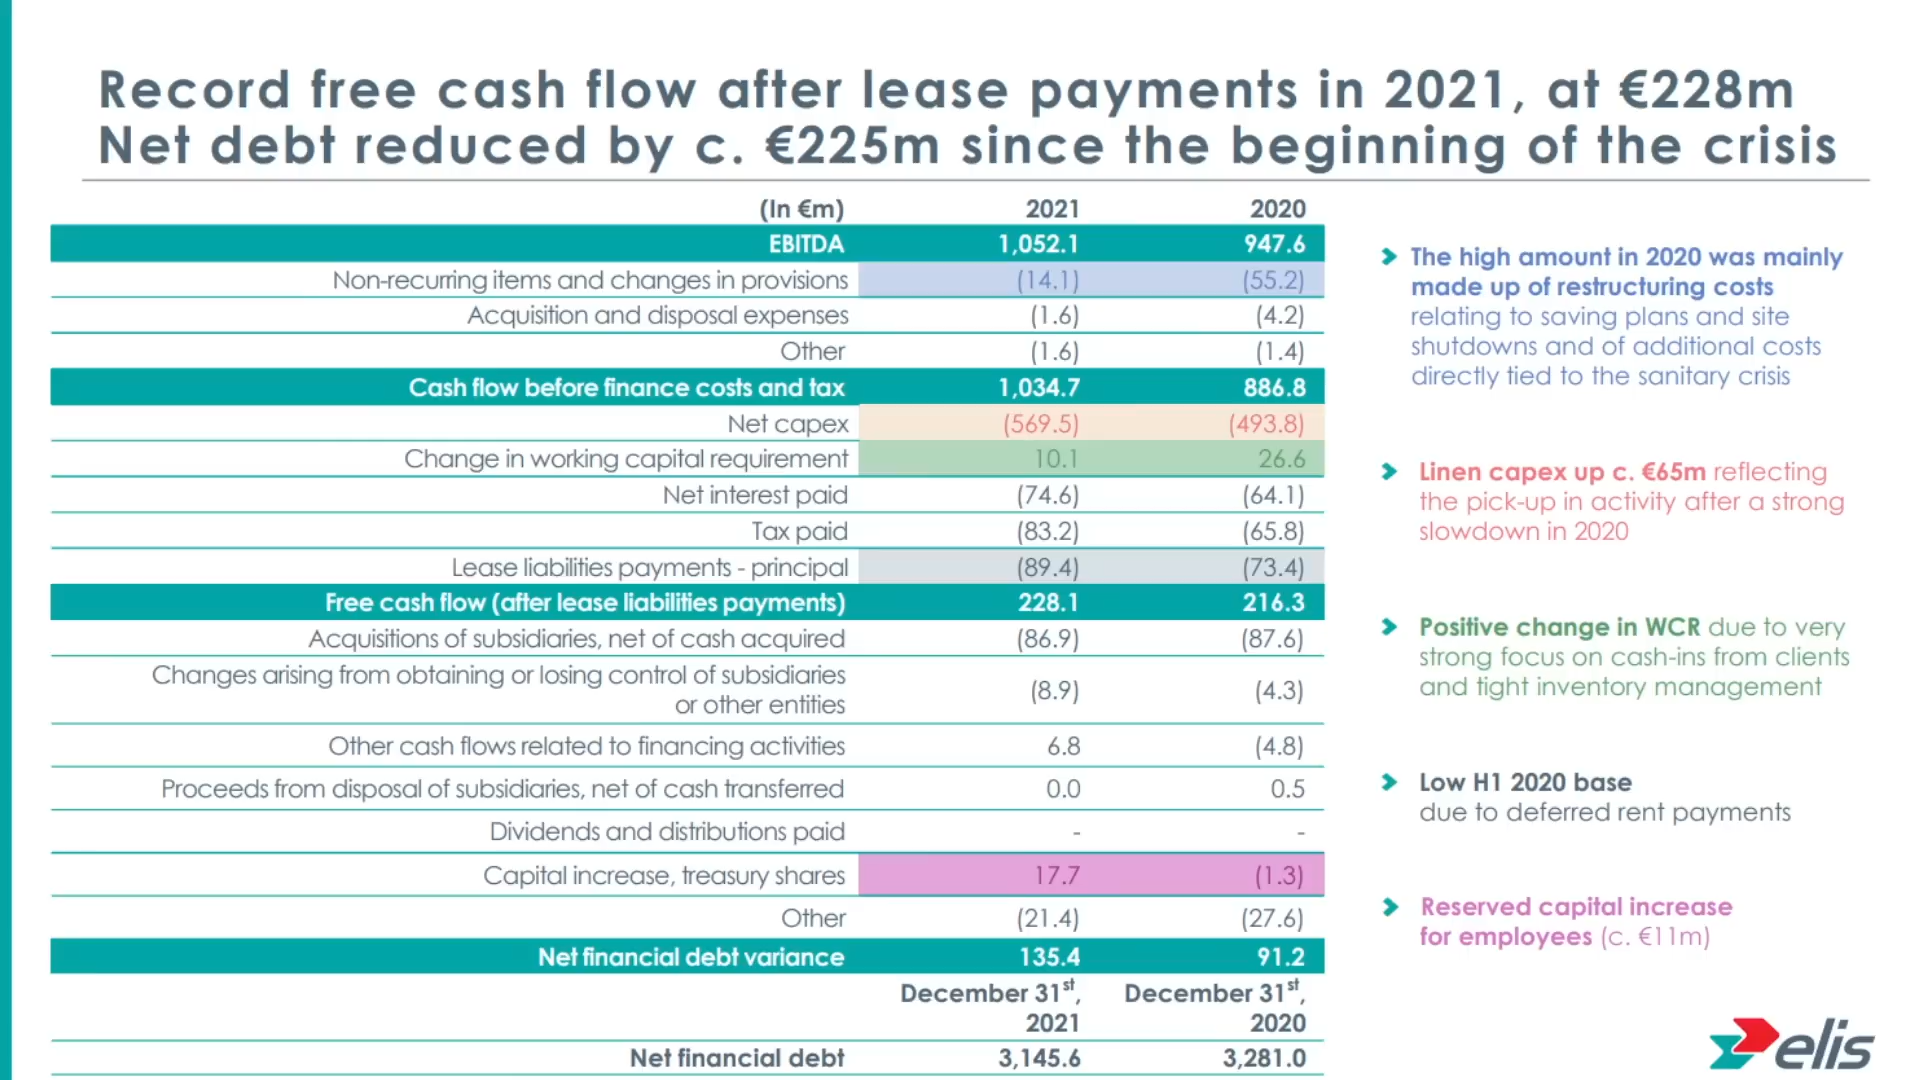 Record free cash flow after lease payments in 2021, at €228m
Net debt reduced by c. €225m since the beginning of the crisis
(In €m) 2021 2020
EBITDA 1,052.1 947.6
Non-recurring items and changes in provisions (14.1) (55.2)
Acquisition and disposal expenses (1.6) (4.2)
Other (1.6) (1.4)
Cash flow before finance costs and tax 1,034.7 886.8
Net capex (569.5) (493.8)
Change in working capital requirement 10.1 26.6
Net interest paid (74.6) (64.1)
Tax paid (83.2) (65.8)
Lease liabilities payments - principal (89.4) (73.4)
Free cash flow (after lease liabilities payments) 228.1 216.3
Acquisitions of subsidiaries, net of cash acquired (86.9) (87.6)
Changes arising from obtaining or losing control of subsidiaries
or other entities (8.9) (4.3)
Other cash flows related to financing activities 6.8 (4.8)
Proceeds from disposal of subsidiaries, net of cash transferred 0.0 0.5
Dividends and distributions paid - -
Capital increase, treasury shares 17.7 (1.3)
Other (21.4) (27.6)
Net financial debt variance 135.4 91.2
December 31st, December 31st,
2021 2020
Net financial debt 3,145.6 3,281.0
The high amount in 2020 was mainly
made up of restructuring costs
relating to saving plans and site
shutdowns and of additional costs
directly tied to the sanitary crisis
Linen capex up c. €65m reflecting
the pick-up in activity after a strong
slowdown in 2020
Positive change in WCR due to very
strong focus on cash-ins from clients
and tight inventory management
Low H1 2020 base
due to deferred rent payments
Reserved capital increase
for employees (c. €11m)
elis